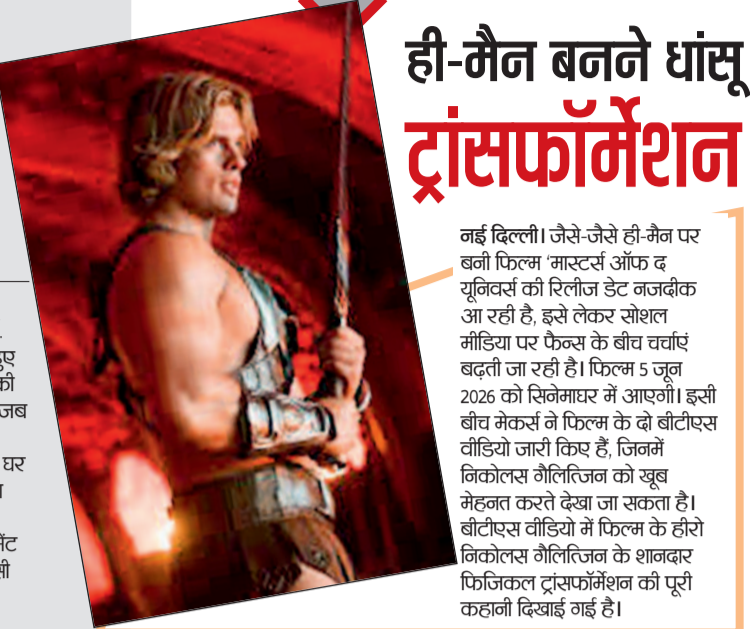 ही-मैन बनने धांसू
ट्रांसफॉर्मेशन
नई दिल्ली। जैसे-जैसे ही-मैन पर
बनी फिल्म 'मास्टर्स ऑफ द
यूनिवर्स की रिलीज डेट नजदीक
आ रही है, इसे लेकर सोशल
मीडिया पर फैन्स के बीच चर्चाएं
बढ़ती जा रही है। फिल्म 5 जून
2026 को सिनेमाघर में आएगी। इसी
बीच मेकर्स ने फिल्म के दो बीटीएस
वीडियो जारी किए हैं, जिनमें
निकोलस गैलित्जिन को खूब
मेहनत करते देखा जा सकता है।
बीटीएस वीडियो में फिल्म के हीरो
निकोलस गैलित्जिन के शानदार
फिजिकल ट्रांसफॉर्मेशन की पूरी
कहानी दिखाई गई है।
की
जब
घर